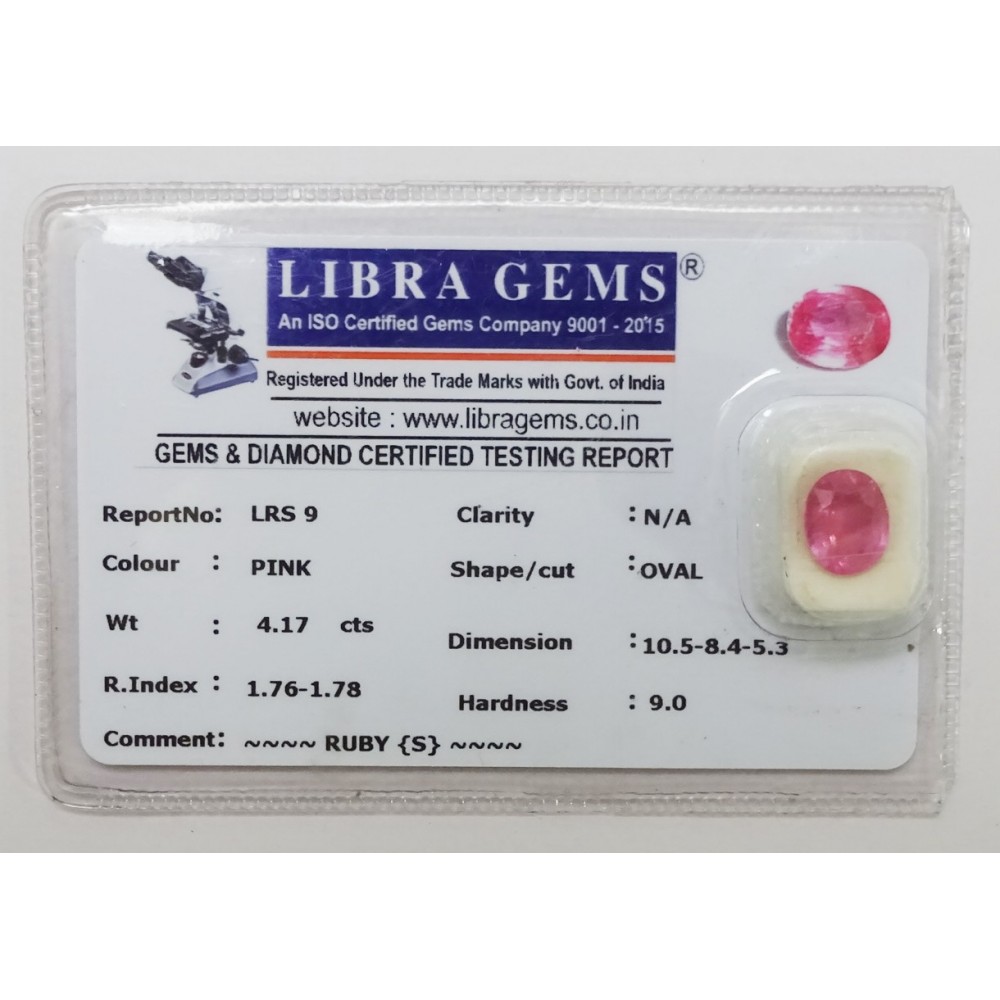 LIBRA GEMS ®
An ISO Certified Gems Company 9001 - 2015
Registered Under the Trade Marks with Govt. of India
website : www.libragems.co.in
GEMS & DIAMOND CERTIFIED TESTING REPORT
ReportNo: LRS 9 Clarity : N/A
Colour : PINK Shape/cut : OVAL
Wt : 4.17 cts Dimension : 10.5-8.4-5.3
R.Index : 1.76-1.78 Hardness : 9.0
Comment: ~~~~ RUBY {S} ~~~~